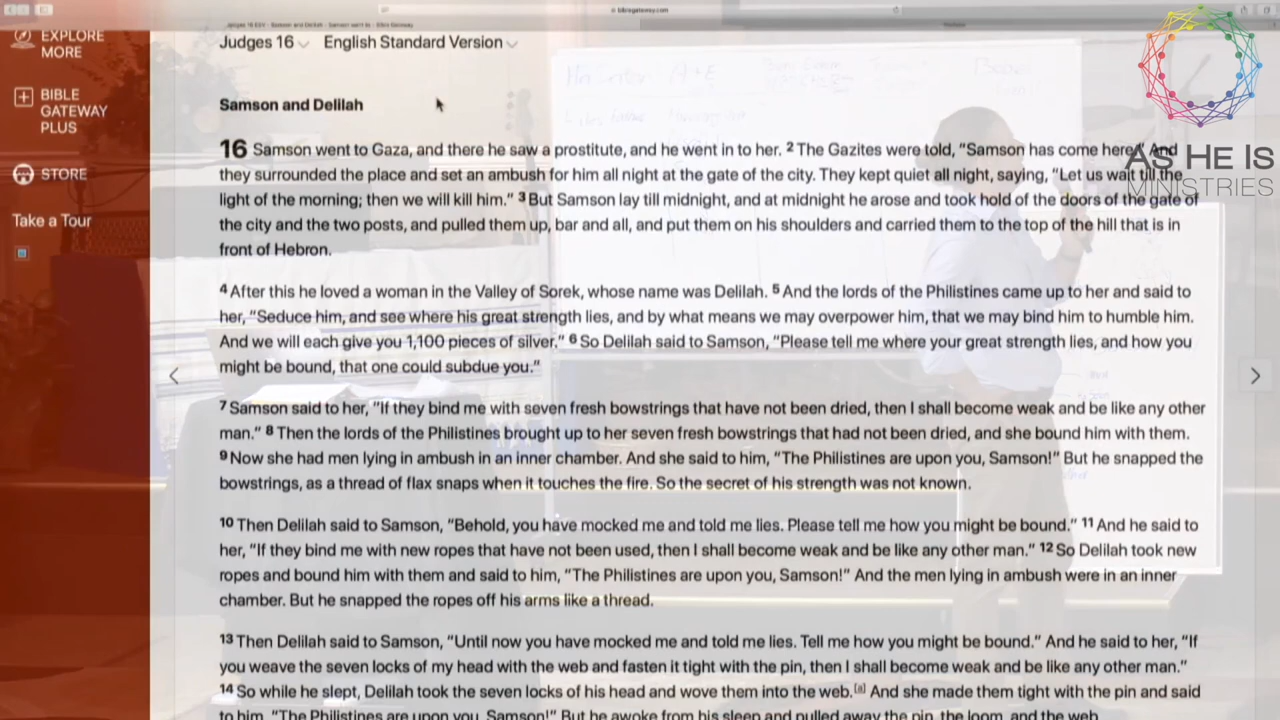 biblegateway.com
EXPLORE
MORE
BIBLE
GATEWAY
PLUS
STORE
Take a Tour
Judges 16 English Standard Version
AS HE IS
MINISTRIES
Samson and Delilah
16 Samson went to Gaza, and there he saw a prostitute, and he went in to her. 2 The Gazites were told, “Samson has come here.” And
they surrounded the place and set an ambush for him all night at the gate of the city. They kept quiet all night, saying, “Let us wait till the
light of the morning; then we will kill him.” 3 But Samson lay till midnight, and at midnight he arose and took hold of the doors of the gate of
the city and the two posts, and pulled them up, bar and all, and put them on his shoulders and carried them to the top of the hill that is in
front of Hebron.
4 After this he loved a woman in the Valley of Sorek, whose name was Delilah. 5 And the lords of the Philistines came up to her and said to
her, “Seduce him, and see where his great strength lies, and by what means we may overpower him, that we may bind him to humble him.
And we will each give you 1,100 pieces of silver.” 6 So Delilah said to Samson, “Please tell me where your great strength lies, and how you
might be bound, that one could subdue you.”
7 Samson said to her, “If they bind me with seven fresh bowstrings that have not been dried, then I shall become weak and be like any other
man.” 8 Then the lords of the Philistines brought up to her seven fresh bowstrings that had not been dried, and she bound him with them.
9 Now she had men lying in ambush in an inner chamber. And she said to him, “The Philistines are upon you, Samson!” But he snapped the
bowstrings, as a thread of flax snaps when it touches the fire. So the secret of his strength was not known.
10 Then Delilah said to Samson, “Behold, you have mocked me and told me lies. Please tell me how you might be bound.” 11 And he said to
her, “If they bind me with new ropes that have not been used, then I shall become weak and be like any other man.” 12 So Delilah took new
ropes and bound him with them and said to him, “The Philistines are upon you, Samson!” And the men lying in ambush were in an inner
chamber. But he snapped the ropes off his arms like a thread.
13 Then Delilah said to Samson, “Until now you have mocked me and told me lies. Tell me how you might be bound.” And he said to her, “If
you weave the seven locks of my head with the web and fasten it tight with the pin, then I shall become weak and be like any other man.”
14 So while he slept, Delilah took the seven locks of his head and wove them into the web.[a] And she made them tight with the pin and said
to him, “The Philistines are upon you, Samson!” But he awoke from his sleep and pulled away the pin, the loom, and the web.